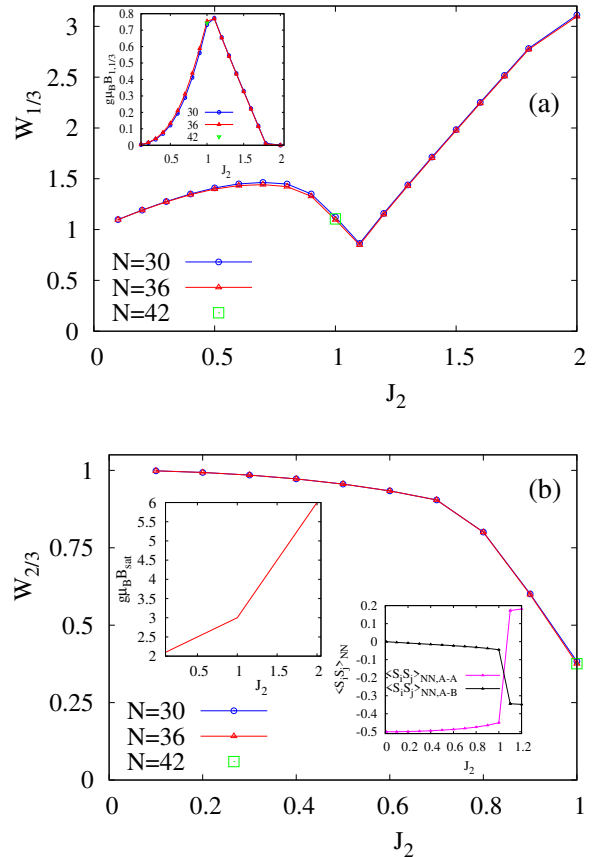 3
2.5
2
1.5
1
0.5
0
W1/3
0 0.5 1 1.5 2
J2
(a)
N=30
N=36
N=42
0.8
0.7
0.6
0.5
0.4
0.3
0.2
0.1
0
gμBB1,1/3
0.5 1 1.5 2
J2
30
36
42
1
0.75
0.5
0.25
0
W2/3
0 0.2 0.4 0.6 0.8 1
J2
(b)
N=30
N=36
N=42
6
5.5
5
4.5
4
3.5
3
2.5
gμBBsat
0.5 1 1.5 2
J2
0.2
0.1
0
-0.1
-0.2
-0.3
-0.4
-0.5
<SiSj>NN
<SiSj>NN,A-A
<SiSj>NN,A-B
0 0.2 0.4 0.6 0.8 1 1.2
J2